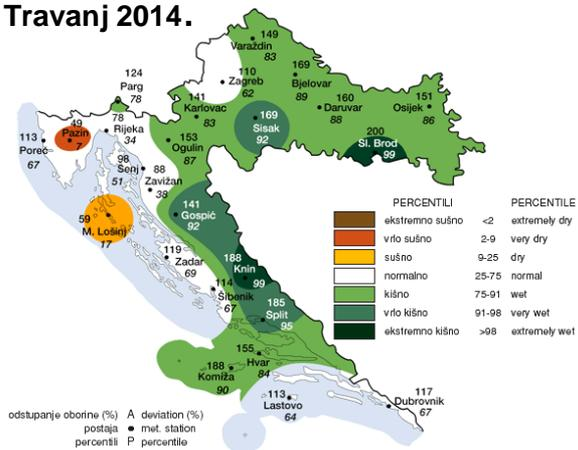 Travanj 2014.
149
Varaždin
83
124
Parg
78
110
Zagreb
62
169
Bjelovar
89
141
Karlovac
83
160
Daruvar
88
151
Osijek
86
49
Pazin
7
78
Rijeka
34
169
Sisak
92
113
Poreč
67
153
Ogulin
87
200
Sl. Brod
99
98
Senj
51
88
Zavižan
38
141
Gospić
92
59
M. Lošinj
17
119
Zadar
69
188
Knin
99
114
Šibenik
67
185
Split
95
155
Hvar
84
188
Komiža
90
113
Lastovo
64
117
Dubrovnik
67
PERCENTILI PERCENTILE
ekstremno sušno <2 extremely dry
vrlo sušno 2-9 very dry
sušno 9-25 dry
normalno 25-75 normal
kišno 75-91 wet
vrlo kišno 91-98 very wet
ekstremno kišno >98 extremely wet
odstupanje oborine (%) A deviation (%)
postaja ● met. station
percentili P percentile